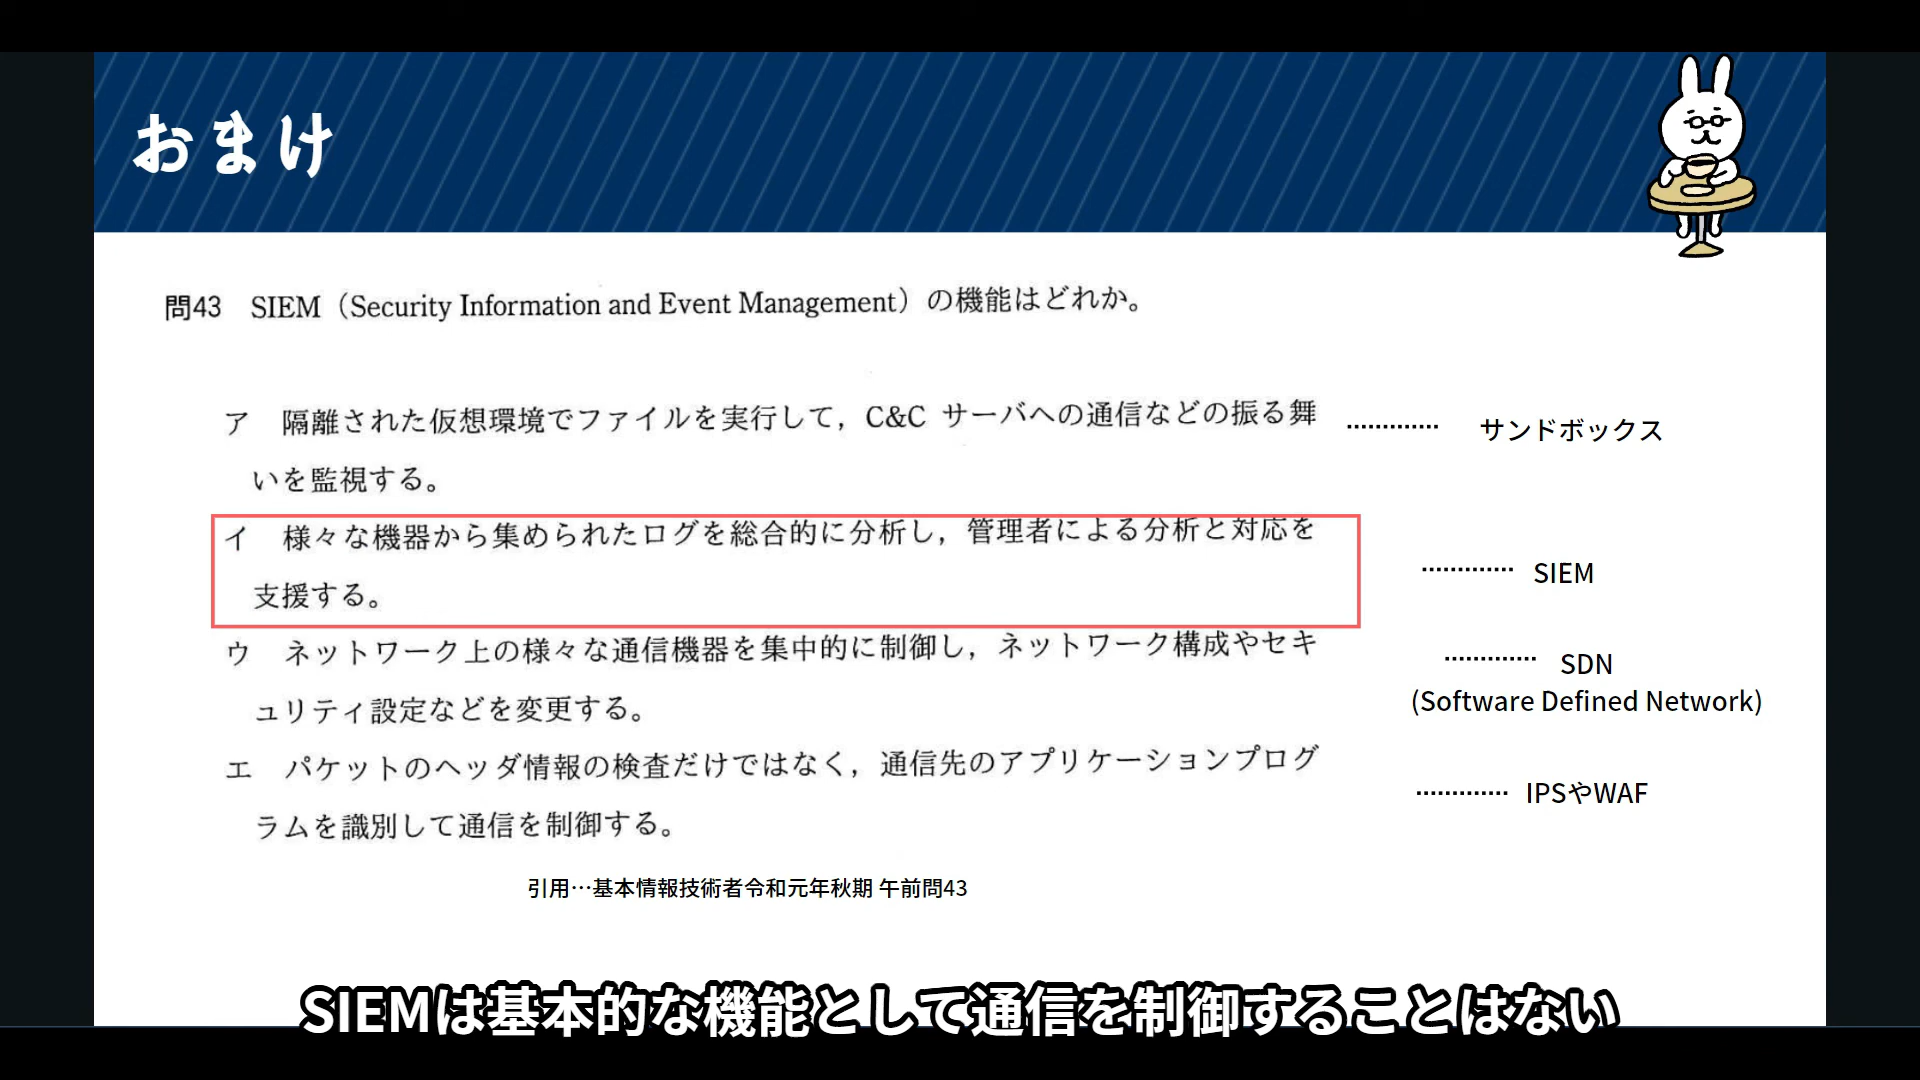 おまけ
問43 SIEM（Security Information and Event Management）の機能はどれか。
ア 隔離された仮想環境でファイルを実行して，C&C サーバへの通信などの振る舞
いを監視する。
サンドボックス
イ 様々な機器から集められたログを総合的に分析し，管理者による分析と対応を
支援する。
SIEM
ウ ネットワーク上の様々な通信機器を集中的に制御し，ネットワーク構成やセキ
ュリティ設定などを変更する。
SDN
(Software Defined Network)
エ パケットのヘッダ情報の検査だけではなく，通信先のアプリケーションプログ
ラムを識別して通信を制御する。
IPSやWAF
引用…基本情報技術者令和元年秋期 午前問43
SIEMは基本的な機能として通信を制御することはない